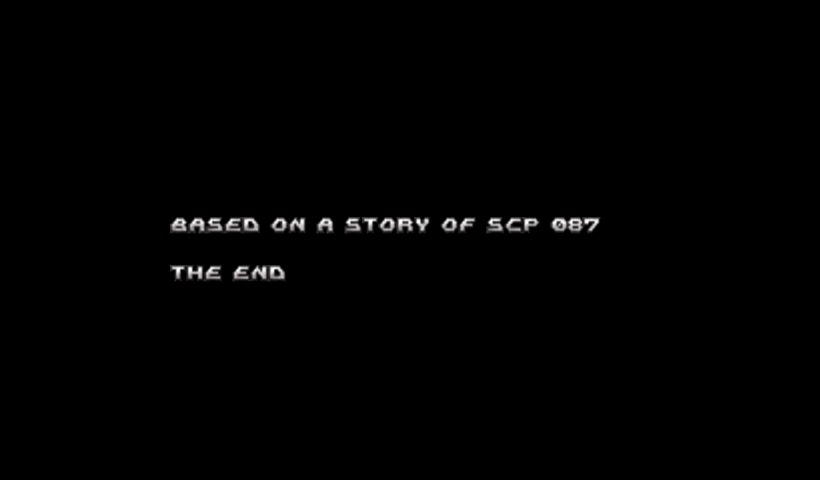 BASED ON A STORY OF SCP 087
THE END